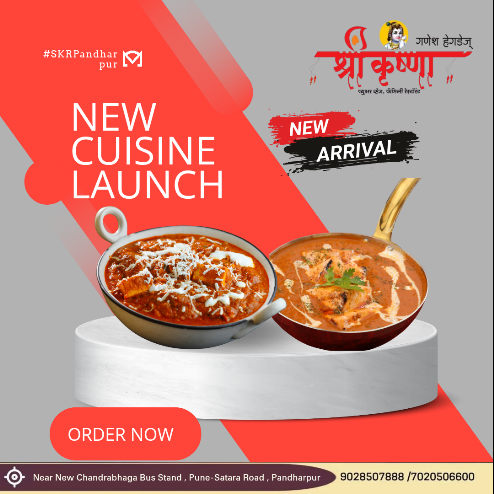 #SKRPandhar
pur
गणेश हेगडेज्
श्री कृष्णा
प्युअर व्हेज. फॅमिली रेस्टॉरंट
NEW
CUISINE
LAUNCH
NEW
ARRIVAL
ORDER NOW
Near New Chandrabhaga Bus Stand , Pune-Satara Road , Pandharpur
9028507888 /7020506600